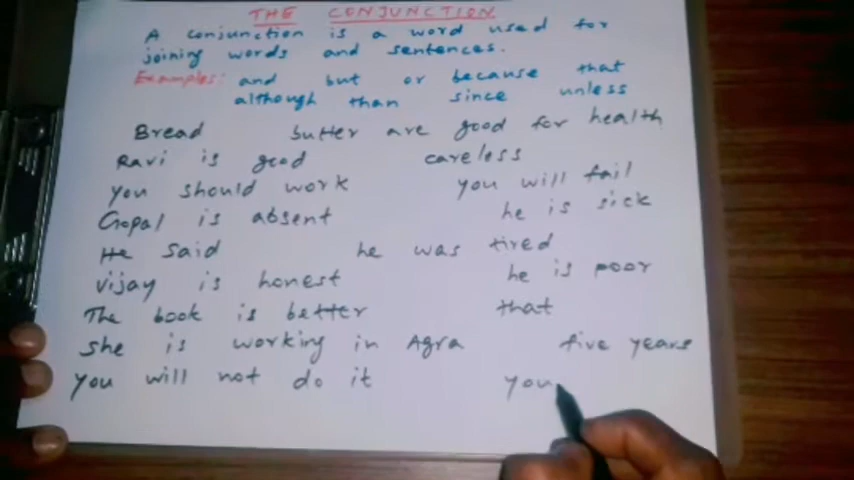 THE CONJUNCTION
A conjunction is a word used for
joining words and sentences.
Examples: and but or because that
although than since unless
Bread butter are good for health
Ravi is good careless
you should work you will fail
Gopal is absent he is sick
He said he was tired
Vijay is honest he is poor
The book is better that
She is working in Agra five years
you will not do it you